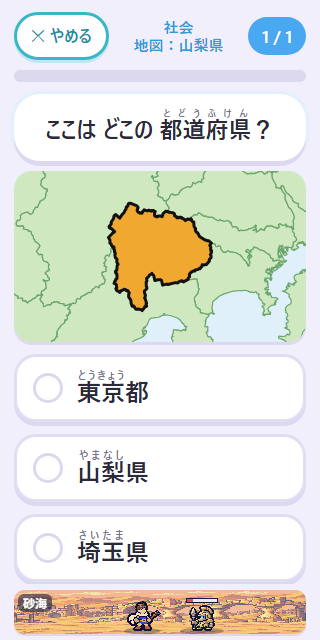 × やめる
社会
地図：山梨県
1 / 1
ここは どこの 都道府県？
とどうふけん
とうきょう
東京都
やまなし
山梨県
さいたま
埼玉県
砂海